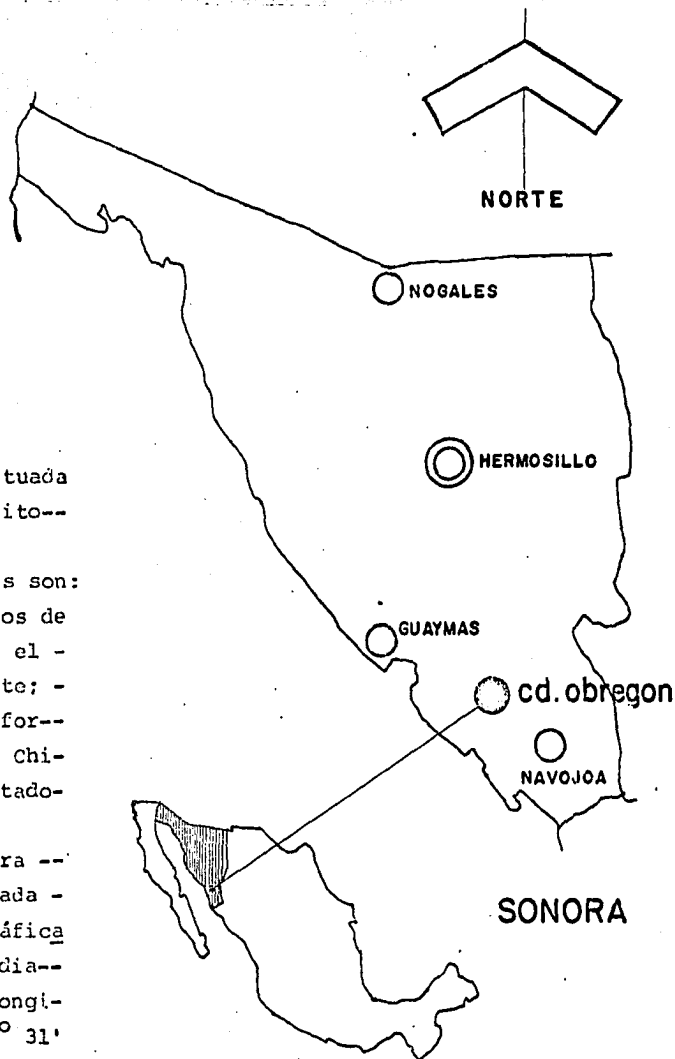 NORTE
NOGALES
HERMOSILLO
GUAYMAS
cd. obregon
NAVOJOA
SONORA
tuada
ito--
s son:
os de
el -
te; -
for--
Chi-
tado-
ra --
ada -
áfica
dia--
ongi-
o 31'